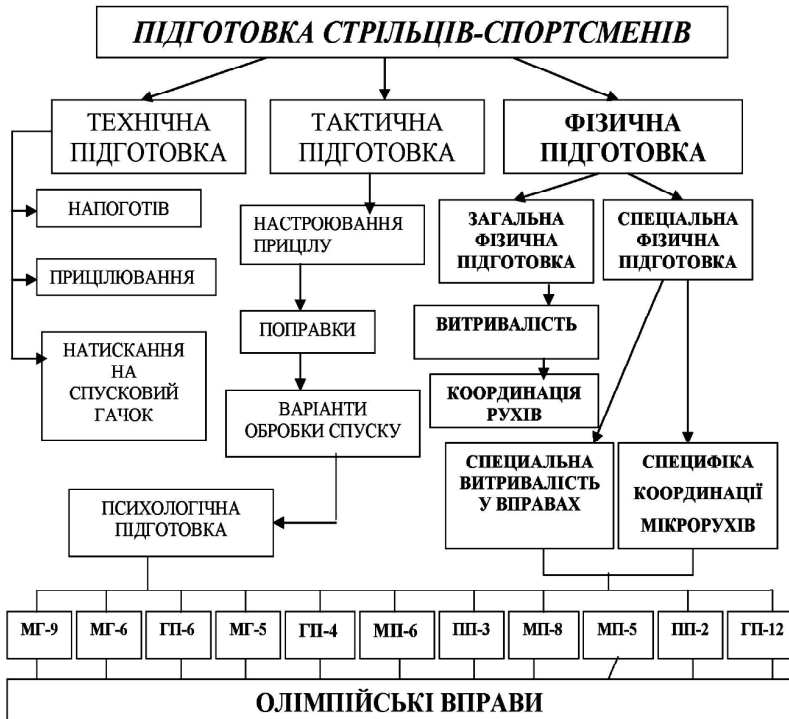 ПІДГОТОВКА СТРІЛЬЦІВ-СПОРТСМЕНІВ
ТЕХНІЧНА
ПІДГОТОВКА
ТАКТИЧНА
ПІДГОТОВКА
ФІЗИЧНА
ПІДГОТОВКА
НАПОГОТІВ
ПРИЦІЛЮВАННЯ
НАТИСКАННЯ
НА
СПУСКОВИЙ
ГАЧОК
НАСТРОЮВАННЯ
ПРИЦІЛУ
ПОПРАВКИ
ВАРІАНТИ
ОБРОБКИ СПУСКУ
ПСИХОЛОГІЧНА
ПІДГОТОВКА
ЗАГАЛЬНА
ФІЗИЧНА
ПІДГОТОВКА
СПЕЦІАЛЬНА
ФІЗИЧНА
ПІДГОТОВКА
ВИТРИВАЛІСТЬ
КООРДИНАЦІЯ
РУХІВ
СПЕЦИАЛЬНА
ВИТРИВАЛІСТЬ
У ВПРАВАХ
СПЕЦИФІКА
КООРДИНАЦІЇ
МІКРОРУХІВ
МГ-9
МГ-6
ГП-6
МГ-5
ГП-4
МП-6
ПП-3
МП-8
МП-5
ПП-2
ГП-12
ОЛІМПІЙСЬКІ ВПРАВИ